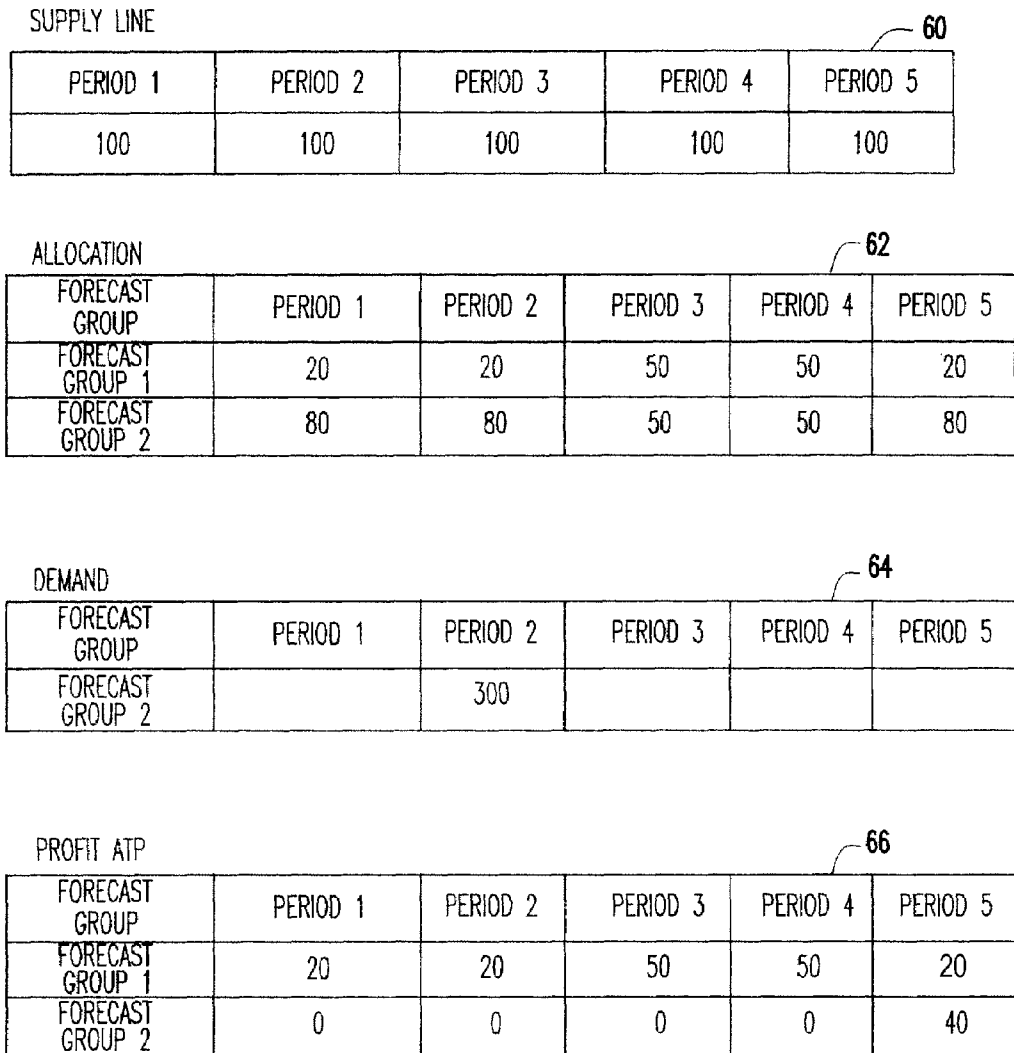 SUPPLY LINE
60
PERIOD 1 PERIOD 2 PERIOD 3 PERIOD 4 PERIOD 5
100 100 100 100 100
ALLOCATION
62
FORECAST GROUP PERIOD 1 PERIOD 2 PERIOD 3 PERIOD 4 PERIOD 5
FORECAST GROUP 1 20 20 50 50 20
FORECAST GROUP 2 80 80 50 50 80
DEMAND
64
FORECAST GROUP PERIOD 1 PERIOD 2 PERIOD 3 PERIOD 4 PERIOD 5
FORECAST GROUP 2 300
PROFIT ATP
66
FORECAST GROUP PERIOD 1 PERIOD 2 PERIOD 3 PERIOD 4 PERIOD 5
FORECAST GROUP 1 20 20 50 50 20
FORECAST GROUP 2 0 0 0 0 40